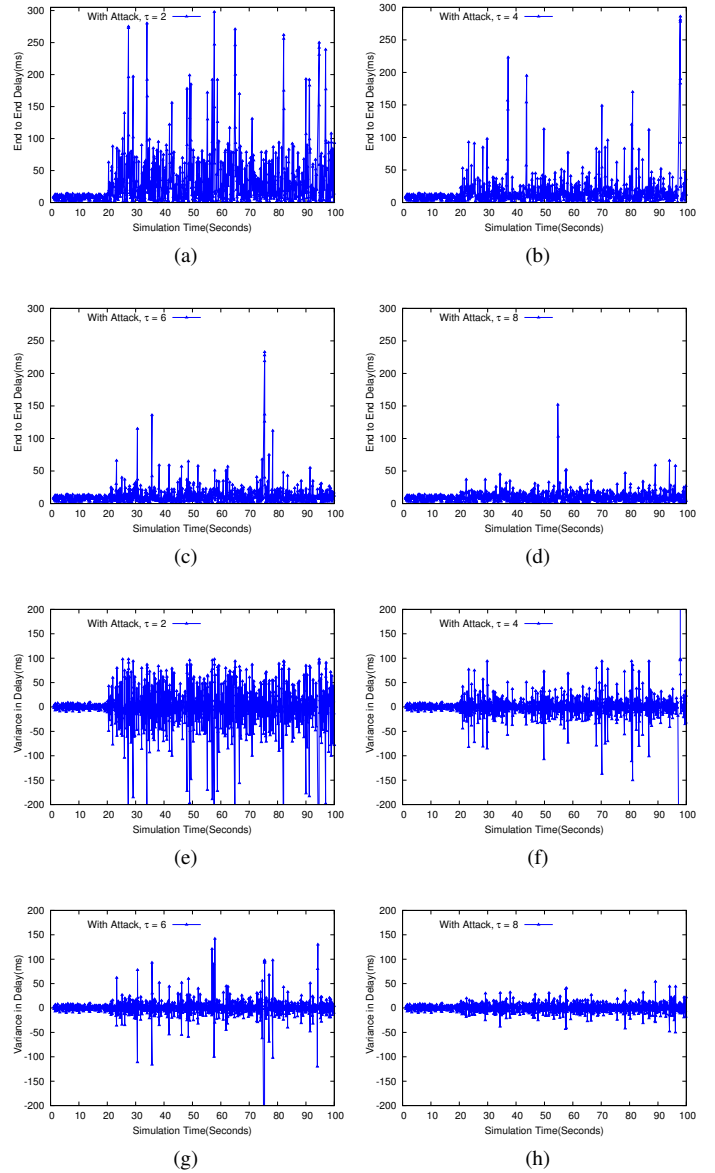 With Attack, τ = 2
End to End Delay(ms)
300
250
200
150
100
50
0
0 10 20 30 40 50 60 70 80 90 100
Simulation Time(Seconds)
(a)
With Attack, τ = 4
End to End Delay(ms)
300
250
200
150
100
50
0
0 10 20 30 40 50 60 70 80 90 100
Simulation Time(Seconds)
(b)
With Attack, τ = 6
End to End Delay(ms)
300
250
200
150
100
50
0
0 10 20 30 40 50 60 70 80 90 100
Simulation Time(Seconds)
(c)
With Attack, τ = 8
End to End Delay(ms)
300
250
200
150
100
50
0
0 10 20 30 40 50 60 70 80 90 100
Simulation Time(Seconds)
(d)
With Attack, τ = 2
Variance in Delay(ms)
200
150
100
50
0
-50
-100
-150
-200
0 10 20 30 40 50 60 70 80 90 100
Simulation Time(Seconds)
(e)
With Attack, τ = 4
Variance in Delay(ms)
200
150
100
50
0
-50
-100
-150
-200
0 10 20 30 40 50 60 70 80 90 100
Simulation Time(Seconds)
(f)
With Attack, τ = 6
Variance in Delay(ms)
200
150
100
50
0
-50
-100
-150
-200
0 10 20 30 40 50 60 70 80 90 100
Simulation Time(Seconds)
(g)
With Attack, τ = 8
Variance in Delay(ms)
200
150
100
50
0
-50
-100
-150
-200
0 10 20 30 40 50 60 70 80 90 100
Simulation Time(Seconds)
(h)